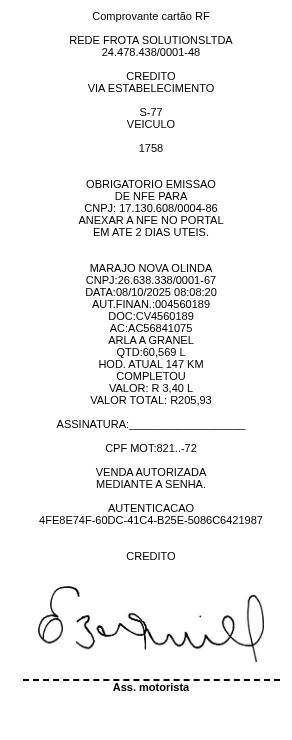 Comprovante cartão RF
REDE FROTA SOLUTIONSLTDA
24.478.438/0001-48
CREDITO
VIA ESTABELECIMENTO
S-77
VEICULO
1758
OBRIGATORIO EMISSAO
DE NFE PARA
CNPJ: 17.130.608/0004-86
ANEXAR A NFE NO PORTAL
EM ATE 2 DIAS UTEIS.
MARAJO NOVA OLINDA
CNPJ:26.638.339/0001-67
DATA:08/10/2025 08:08:20
AUT.FINAN.:004560189
DOC:CV4560189
AC:AC56841075
ARLA A GRANEL
QTD:60,569 L
HOD. ATUAL 147 KM
COMPLETOU
VALOR: R 3,40 L
VALOR TOTAL: R205,93
ASSINATURA:___________________
CPF MOT:821..-72
VENDA AUTORIZADA
MEDIANTE A SENHA.
AUTENTICACAO
4FE8E74F-60DC-41C4-B25E-5086C6421987
CREDITO
Ezequiell
Ass. motorista